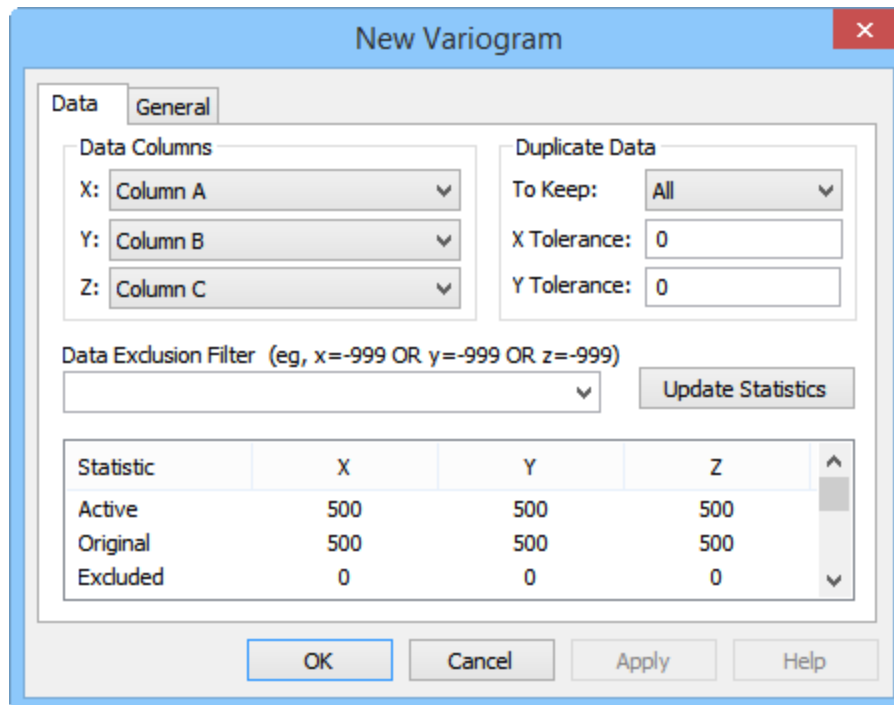 New Variogram
Data General
Data Columns
X: Column A
Y: Column B
Z: Column C
Duplicate Data
To Keep: All
X Tolerance: 0
Y Tolerance: 0
Data Exclusion Filter (eg, x=-999 OR y=-999 OR z=-999)
Update Statistics
Statistic X Y Z
Active 500 500 500
Original 500 500 500
Excluded 0 0 0
OK Cancel Apply Help